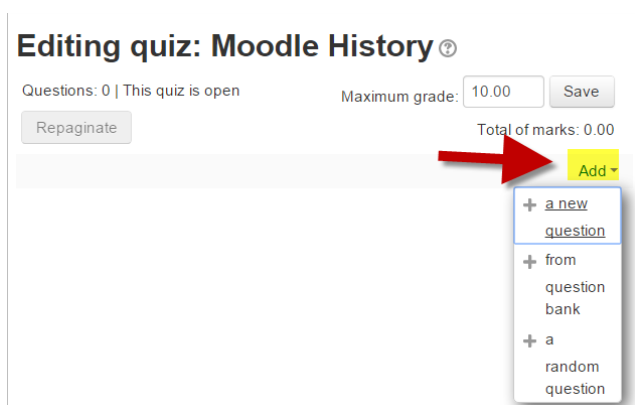 Editing quiz: Moodle History
Questions: 0 | This quiz is open
Maximum grade: 10.00 Save
Repaginate
Total of marks: 0.00
Add
a new
question
from
question
bank
a
random
question